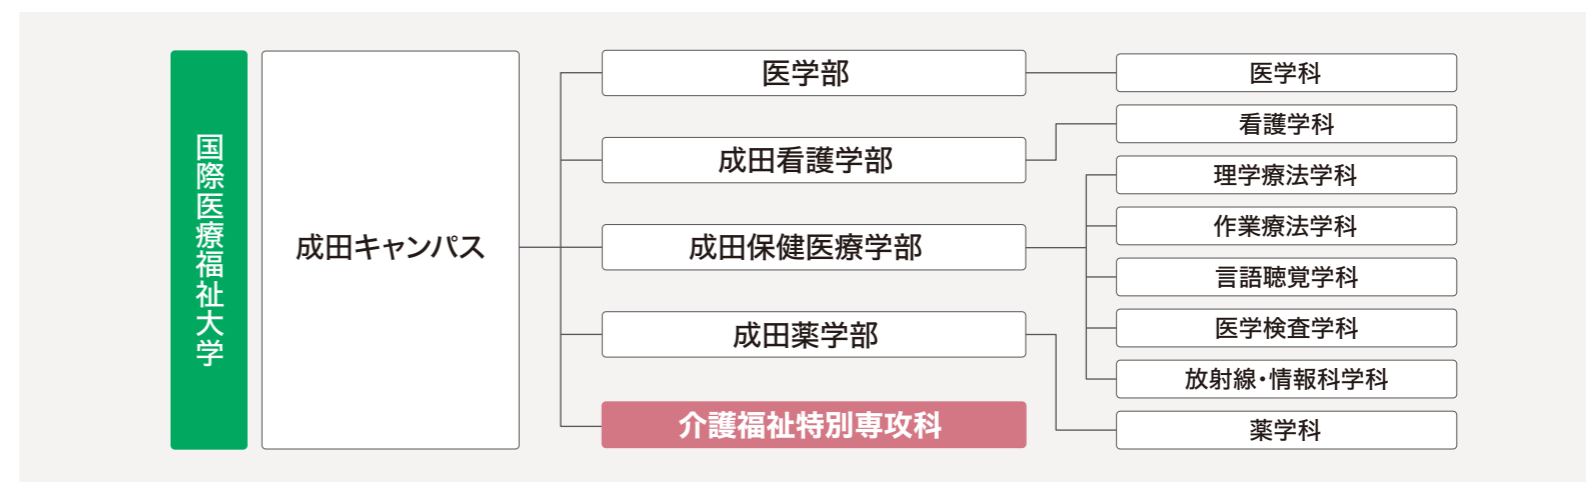 国際医療福祉大学
成田キャンパス
医学部
成田看護学部
成田保健医療学部
成田薬学部
介護福祉特別専攻科
医学科
看護学科
理学療法学科
作業療法学科
言語聴覚学科
医学検査学科
放射線・情報科学科
薬学科